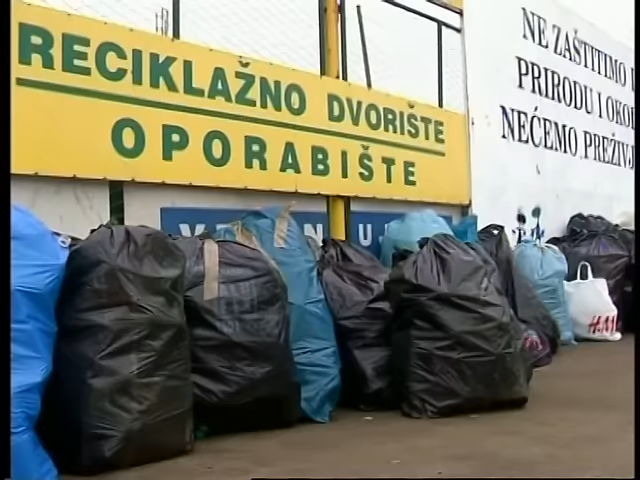 RECIKLAŽNO DVORIŠTE
OPORABIŠTE
NE ZAŠTITIMO
PRIRODU I OKO
NEĆEMO PREŽIV
H&M